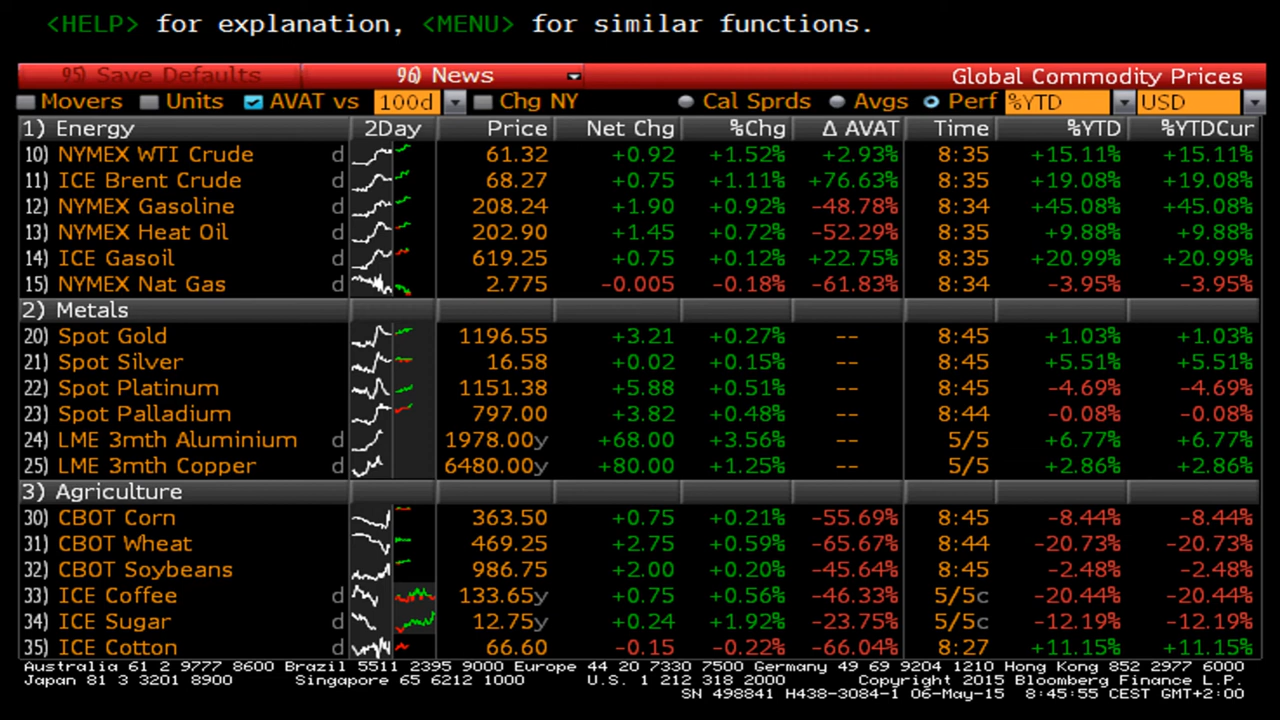 <HELP> for explanation, <MENU> for similar functions.
95) Save Defaults 96) News Global Commodity Prices
Movers Units AVAT vs 100d Chg NY Cal Sprds Avgs Perf %YTD USD
1) Energy 2Day Price Net Chg %Chg Δ AVAT Time %YTD %YTDCur
10) NYMEX WTI Crude d 61.32 +0.92 +1.52% +2.93% 8:35 +15.11% +15.11%
11) ICE Brent Crude d 68.27 +0.75 +1.11% +76.63% 8:35 +19.08% +19.08%
12) NYMEX Gasoline d 208.24 +1.90 +0.92% -48.78% 8:34 +45.08% +45.08%
13) NYMEX Heat Oil d 202.90 +1.45 +0.72% -52.29% 8:35 +9.88% +9.88%
14) ICE Gasoil d 619.25 +0.75 +0.12% +22.75% 8:35 +20.99% +20.99%
15) NYMEX Nat Gas d 2.775 -0.005 -0.18% -61.83% 8:34 -3.95% -3.95%
2) Metals
20) Spot Gold 1196.55 +3.21 +0.27% -- 8:45 +1.03% +1.03%
21) Spot Silver 16.58 +0.02 +0.15% -- 8:45 +5.51% +5.51%
22) Spot Platinum 1151.38 +5.88 +0.51% -- 8:45 -4.69% -4.69%
23) Spot Palladium 797.00 +3.82 +0.48% -- 8:44 -0.08% -0.08%
24) LME 3mth Aluminium d 1978.00y +68.00 +3.56% -- 5/5 +6.77% +6.77%
25) LME 3mth Copper d 6480.00y +80.00 +1.25% -- 5/5 +2.86% +2.86%
3) Agriculture
30) CBOT Corn 363.50 +0.75 +0.21% -55.69% 8:45 -8.44% -8.44%
31) CBOT Wheat 469.25 +2.75 +0.59% -65.67% 8:44 -20.73% -20.73%
32) CBOT Soybeans 986.75 +2.00 +0.20% -45.64% 8:45 -2.48% -2.48%
33) ICE Coffee d 133.65y +0.75 +0.56% -46.33% 5/5c -20.44% -20.44%
34) ICE Sugar d 12.75y +0.24 +1.92% -23.75% 5/5c -12.19% -12.19%
35) ICE Cotton d 66.60 -0.15 -0.22% -66.04% 8:27 +11.15% +11.15%
Australia 61 2 9777 8600 Brazil 5511 2395 9000 Europe 44 20 7330 7500 Germany 49 69 9204 1210 Hong Kong 852 2977 6000
Japan 81 3 3201 8900 Singapore 65 6212 1000 U.S. 1 212 318 2000 Copyright 2015 Bloomberg Finance L.P.
SN 498841 H438-3084-1 06-May-15 8:45:55 CEST GMT+2:00